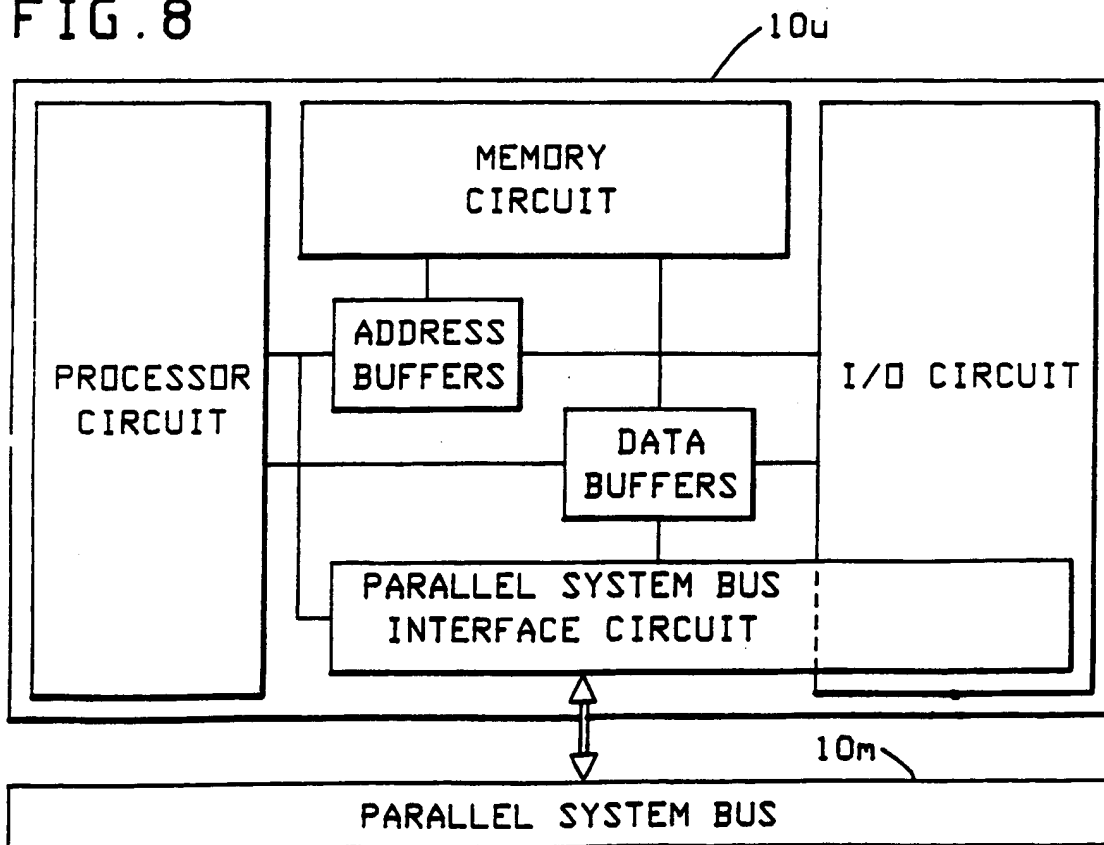 FIG.8
10u
MEMORY
CIRCUIT
ADDRESS
BUFFERS
PROCESSOR
CIRCUIT
I/O CIRCUIT
DATA
BUFFERS
PARALLEL SYSTEM BUS
INTERFACE CIRCUIT
10m
PARALLEL SYSTEM BUS